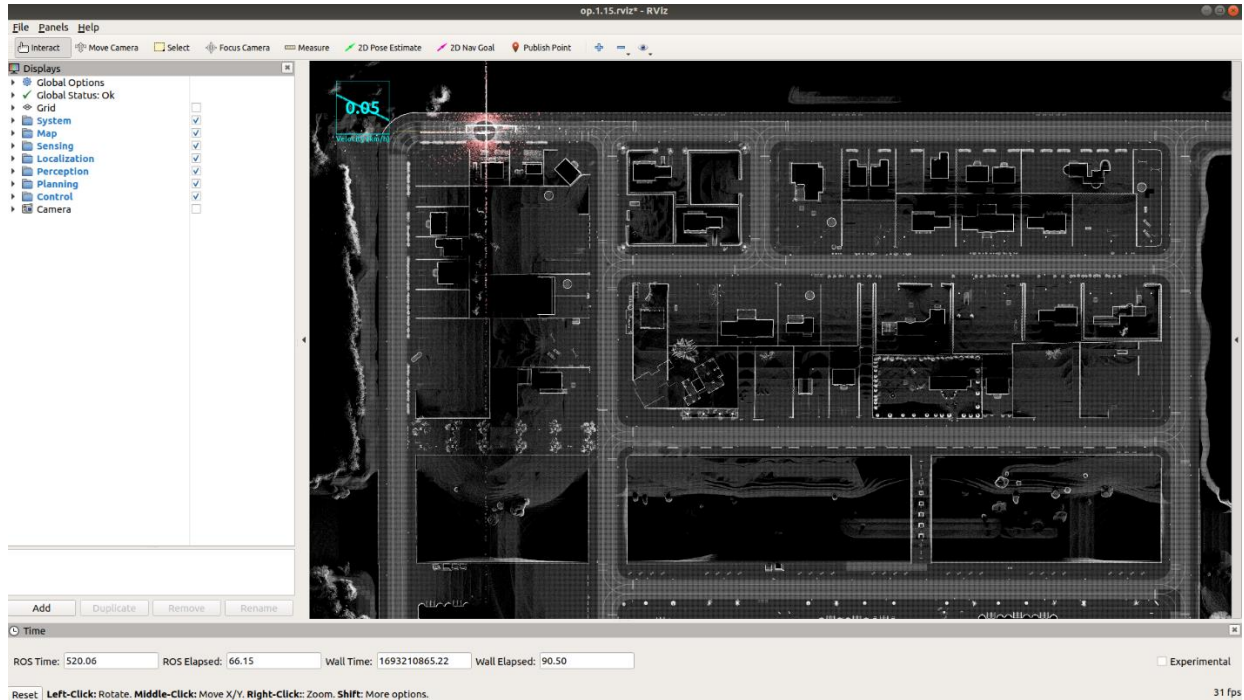 op.1.15.rviz* - RViz
File Panels Help
Interact Move Camera Select Focus Camera Measure 2D Pose Estimate 2D Nav Goal Publish Point
Displays
Global Options
Global Status: Ok
Grid
System
Map
Sensing
Localization
Perception
Planning
Control
Camera
0.05
Add Duplicate Remove Rename
Time
ROS Time: 520.06 ROS Elapsed: 66.15 Wall Time: 1693210865.22 Wall Elapsed: 90.50 Experimental
Reset Left-Click: Rotate. Middle-Click: Move X/Y. Right-Click:: Zoom. Shift: More options. 31 fps